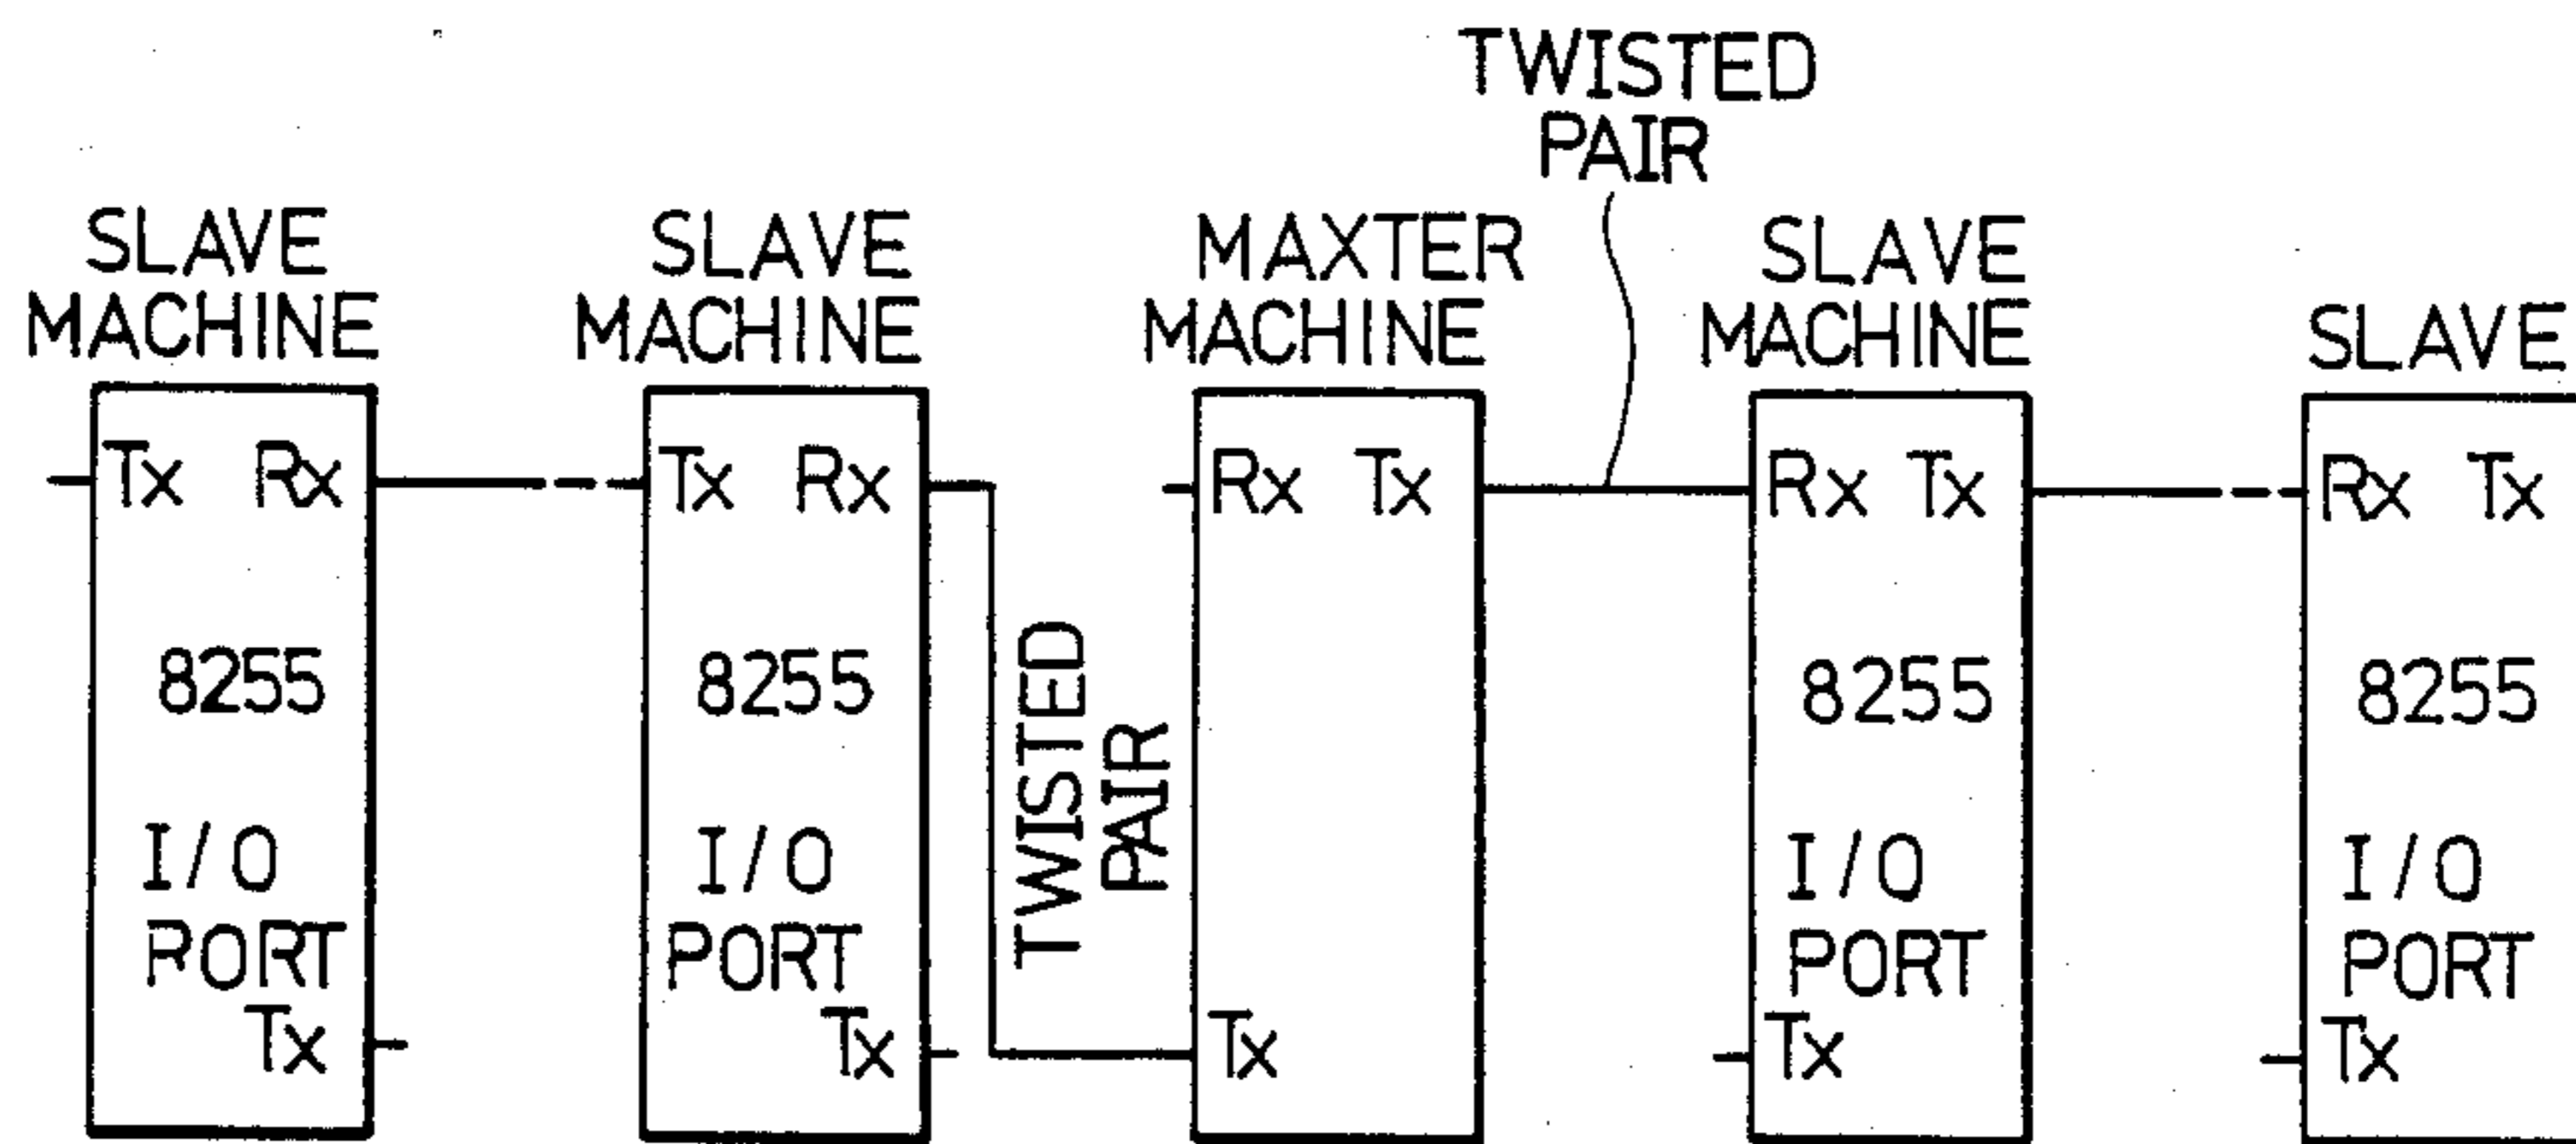 TWISTED
PAIR
SLAVE
MACHINE
Tx Rx
8255
I/O
PORT
Tx
SLAVE
MACHINE
Tx Rx
8255
I/O
PORT
Tx
TWISTED
PAIR
MAXTER
MACHINE
Rx Tx
Tx
SLAVE
MACHINE
Rx Tx
8255
I/O
PORT
Tx
SLAVE
Rx Tx
8255
I/O
PORT
Tx